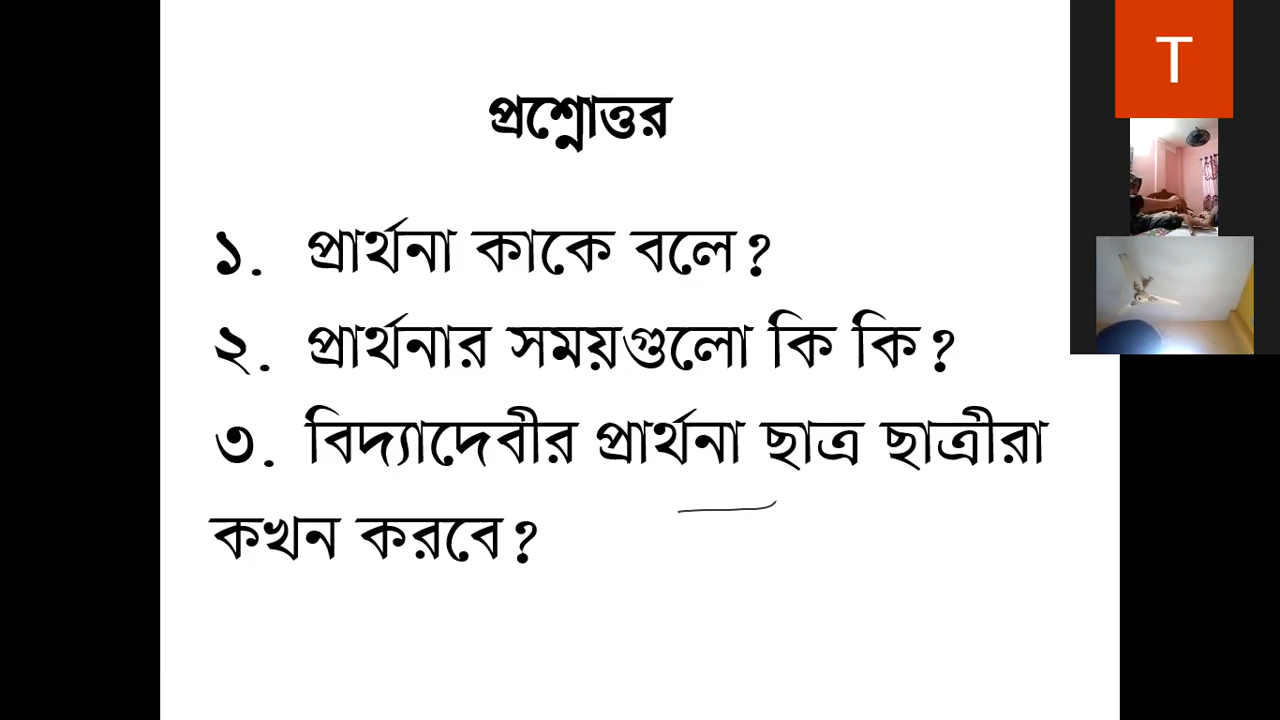 প্রশ্নোত্তর
T
১. প্রার্থনা কাকে বলে?
২. প্রার্থনার সময়গুলো কি কি?
৩. বিদ্যাদেবীর প্রার্থনা ছাত্র ছাত্রীরা
কখন করবে?